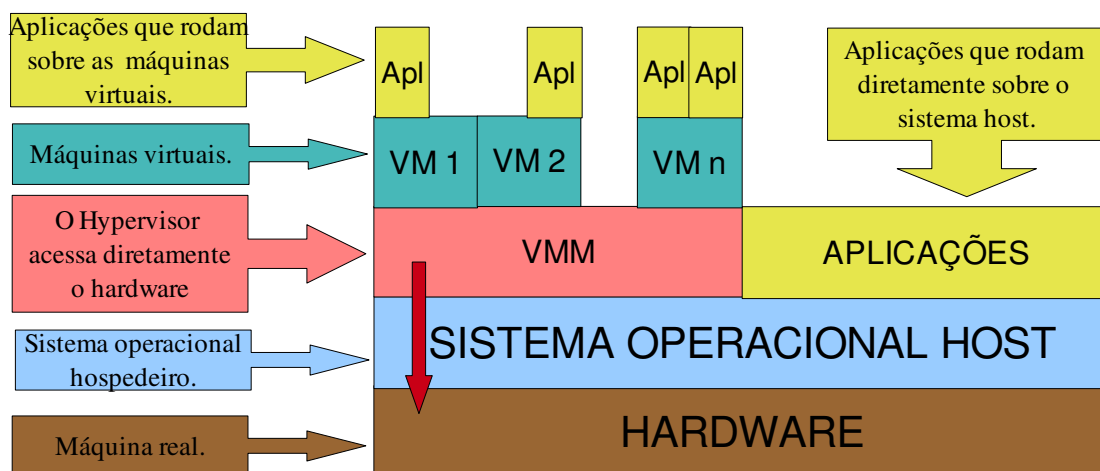 Aplicações que rodam
sobre as máquinas
virtuais.
Apl
Apl
Apl
Apl
Aplicações que rodam
diretamente sobre o
sistema host.
Máquinas virtuais.
VM 1
VM 2
VM n
O Hypervisor
acessa diretamente
o hardware
VMM
APLICAÇÕES
Sistema operacional
hospedeiro.
SISTEMA OPERACIONAL HOST
Máquina real.
HARDWARE